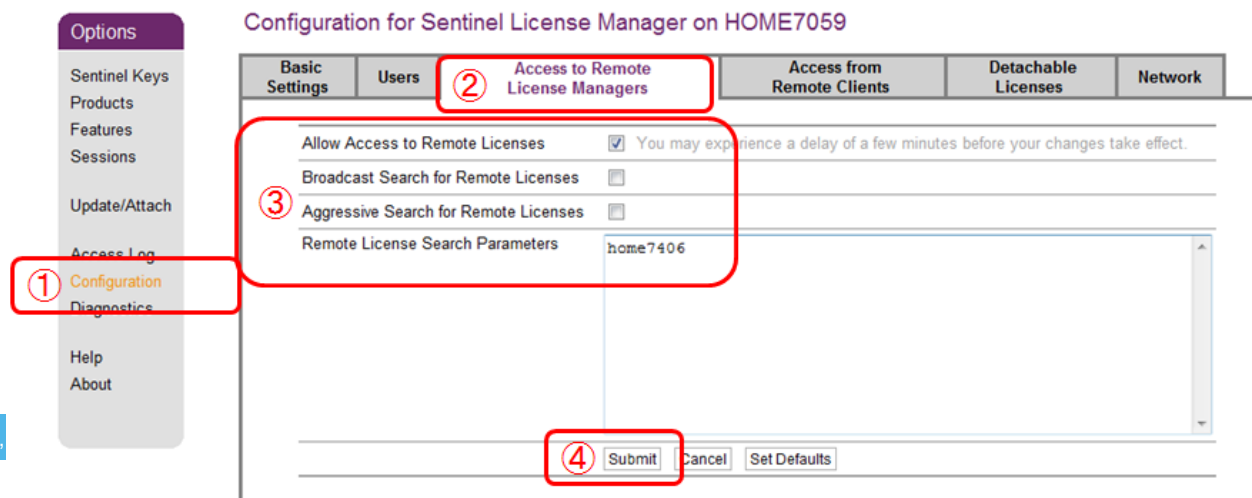 Configuration for Sentinel License Manager on HOME7059
Options
Sentinel Keys
Products
Features
Sessions
Update/Attach
Access Log
① Configuration
Diagnostics
Help
About
Basic Settings
Users
② Access to Remote License Managers
Access from Remote Clients
Detachable Licenses
Network
③
Allow Access to Remote Licenses You may experience a delay of a few minutes before your changes take effect.
Broadcast Search for Remote Licenses
Aggressive Search for Remote Licenses
Remote License Search Parameters home7406
④ Submit Cancel Set Defaults